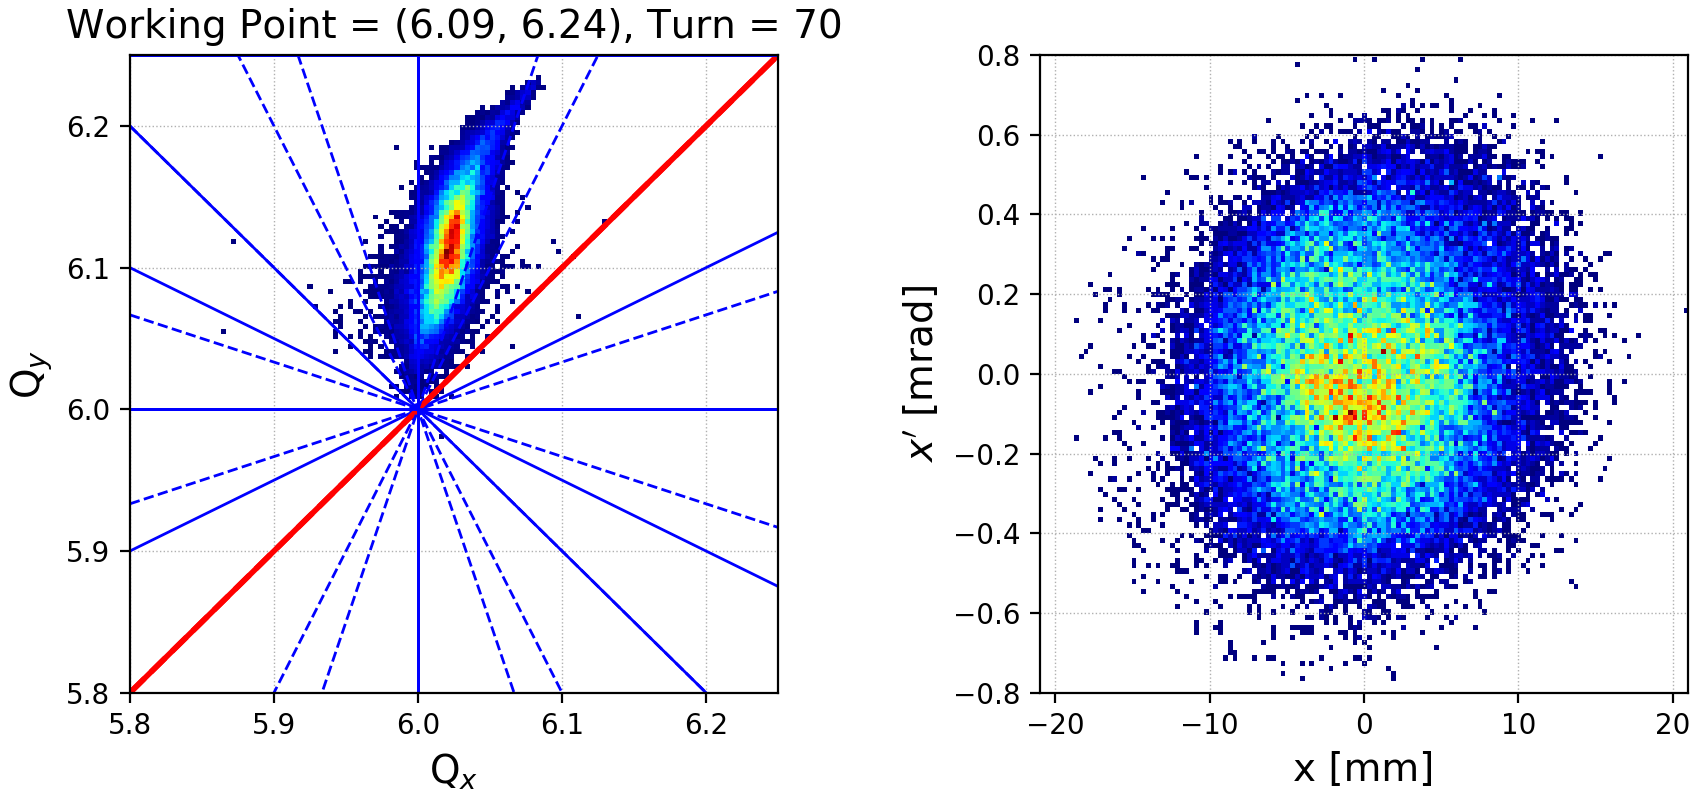 Working Point = (6.09, 6.24), Turn = 70
6.2
6.1
6.0
5.9
5.8
Q_y
5.8 5.9 6.0 6.1 6.2
Q_x
0.8
0.6
0.4
0.2
0.0
−0.2
−0.4
−0.6
−0.8
x′ [mrad]
−20 −10 0 10 20
x [mm]